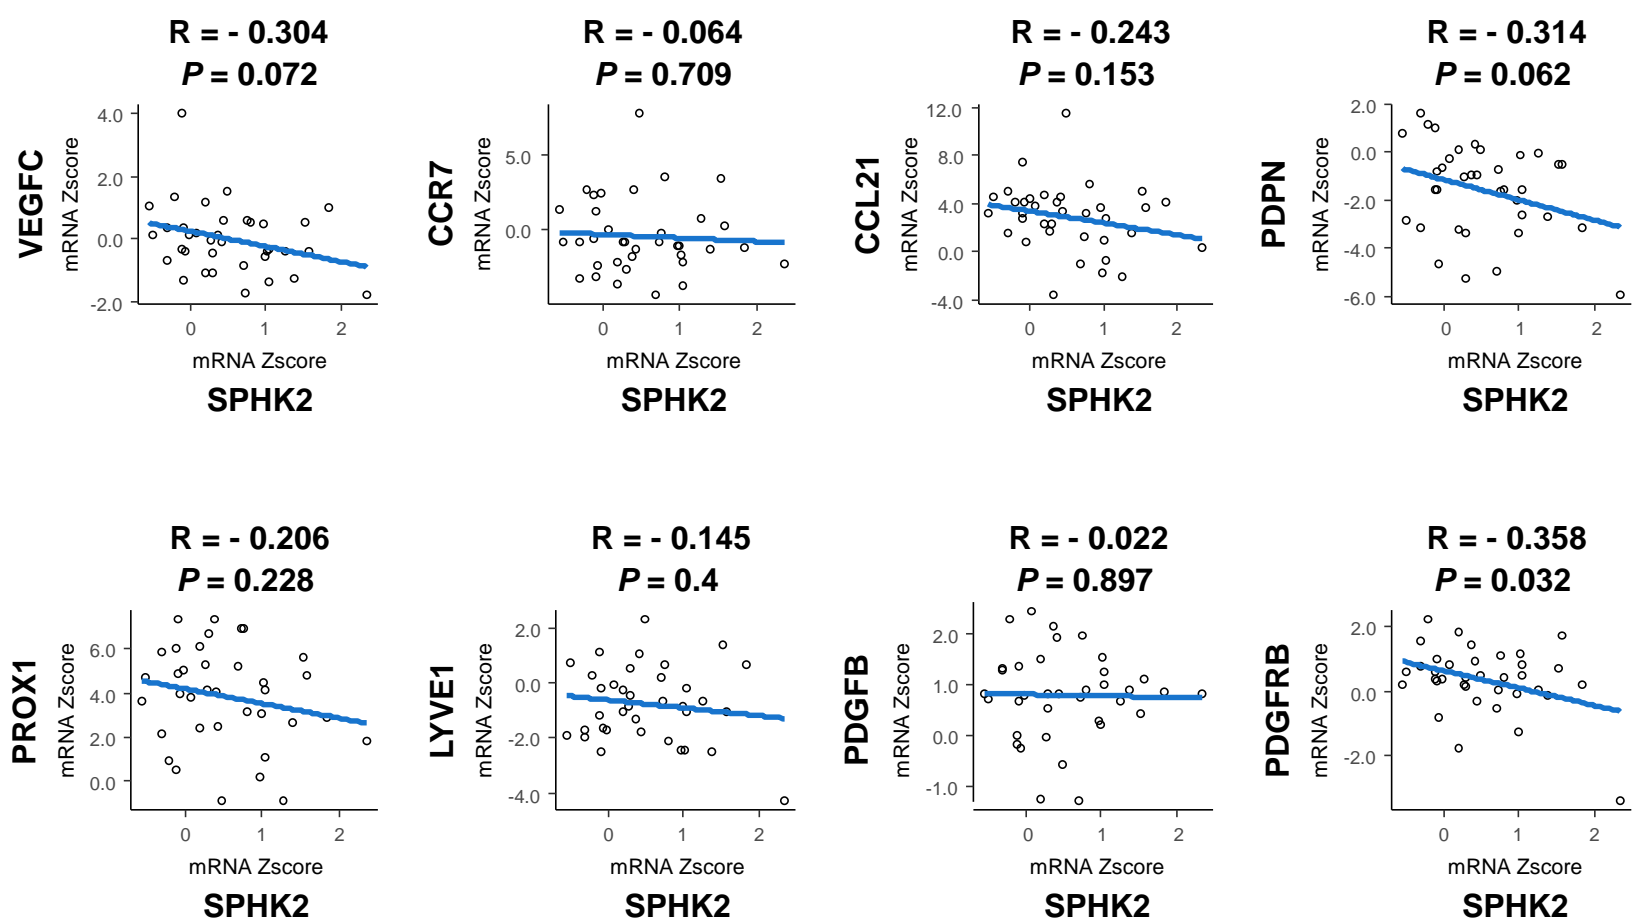 R = - 0.304
P = 0.072
VEGFC
mRNA Zscore
4.0
2.0
0.0
-2.0
0 1 2
mRNA Zscore
SPHK2
R = - 0.064
P = 0.709
CCR7
mRNA Zscore
5.0
0.0
0 1 2
mRNA Zscore
SPHK2
R = - 0.243
P = 0.153
CCL21
mRNA Zscore
12.0
8.0
4.0
0.0
-4.0
0 1 2
mRNA Zscore
SPHK2
R = - 0.314
P = 0.062
PDPN
mRNA Zscore
2.0
0.0
-2.0
-4.0
-6.0
0 1 2
mRNA Zscore
SPHK2
R = - 0.206
P = 0.228
PROX1
mRNA Zscore
6.0
4.0
2.0
0.0
0 1 2
mRNA Zscore
SPHK2
R = - 0.145
P = 0.4
LYVE1
mRNA Zscore
2.0
0.0
-2.0
-4.0
0 1 2
mRNA Zscore
SPHK2
R = - 0.022
P = 0.897
PDGFB
mRNA Zscore
2.0
1.0
0.0
-1.0
0 1 2
mRNA Zscore
SPHK2
R = - 0.358
P = 0.032
PDGFRB
mRNA Zscore
2.0
0.0
-2.0
0 1 2
mRNA Zscore
SPHK2